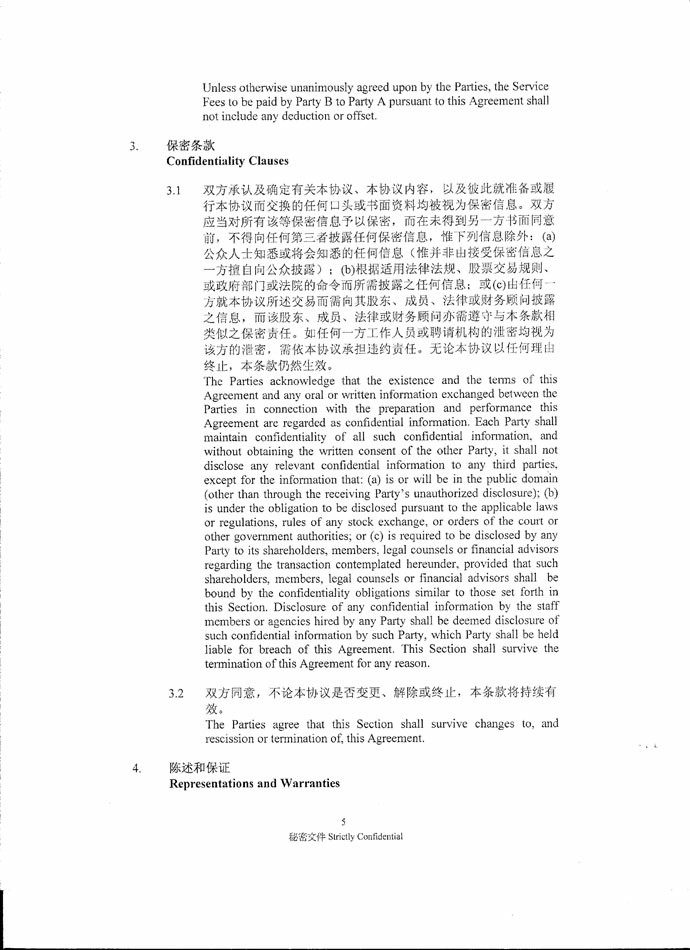 Unless otherwise unanimously agreed upon by the Parties, the Service
Fees to be paid by Party B to Party A pursuant to this Agreement shall
not include any deduction or offset.
3. 保密条款
Confidentiality Clauses
3.1 双方承认及确定有关本协议、本协议内容，以及彼此就准备或履
行本协议而交换的任何口头或书面资料均被视为保密信息。双方
应当对所有该等保密信息予以保密，而在未得到另一方书面同意
前，不得向任何第三者披露任何保密信息，惟下列信息除外：(a)
公众人士知悉或将会知悉的任何信息（惟并非由接受保密信息之
一方擅自向公众披露）；(b)根据适用法律法规、股票交易规则、
或政府部门或法院的命令而所需披露之任何信息；或(c)由任何一
方就本协议所述交易而需向其股东、成员、法律或财务顾问披露
之信息，而该股东、成员、法律或财务顾问亦需遵守与本条款相
类似之保密责任。如任何一方工作人员或聘请机构的泄密均视为
该方的泄密，需依本协议承担违约责任。无论本协议以任何理由
终止，本条款仍然生效。
The Parties acknowledge that the existence and the terms of this
Agreement and any oral or written information exchanged between the
Parties in connection with the preparation and performance this
Agreement are regarded as confidential information. Each Party shall
maintain confidentiality of all such confidential information, and
without obtaining the written consent of the other Party, it shall not
disclose any relevant confidential information to any third parties,
except for the information that: (a) is or will be in the public domain
(other than through the receiving Party's unauthorized disclosure); (b)
is under the obligation to be disclosed pursuant to the applicable laws
or regulations, rules of any stock exchange, or orders of the court or
other government authorities; or (c) is required to be disclosed by any
Party to its shareholders, members, legal counsels or financial advisors
regarding the transaction contemplated hereunder, provided that such
shareholders, members, legal counsels or financial advisors shall be
bound by the confidentiality obligations similar to those set forth in
this Section. Disclosure of any confidential information by the staff
members or agencies hired by any Party shall be deemed disclosure of
such confidential information by such Party, which Party shall be held
liable for breach of this Agreement. This Section shall survive the
termination of this Agreement for any reason.
3.2 双方同意，不论本协议是否变更、解除或终止，本条款将持续有
效。
The Parties agree that this Section shall survive changes to, and
rescission or termination of, this Agreement.
4. 陈述和保证
Representations and Warranties
5
秘密文件 Strictly Confidential